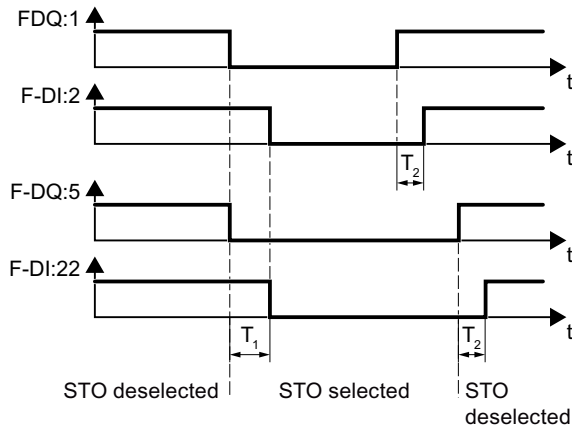 FDQ:1
t
F-DI:2
t
T2
F-DQ:5
t
F-DI:22
t
T1
T2
STO deselected
STO selected
STO
deselected